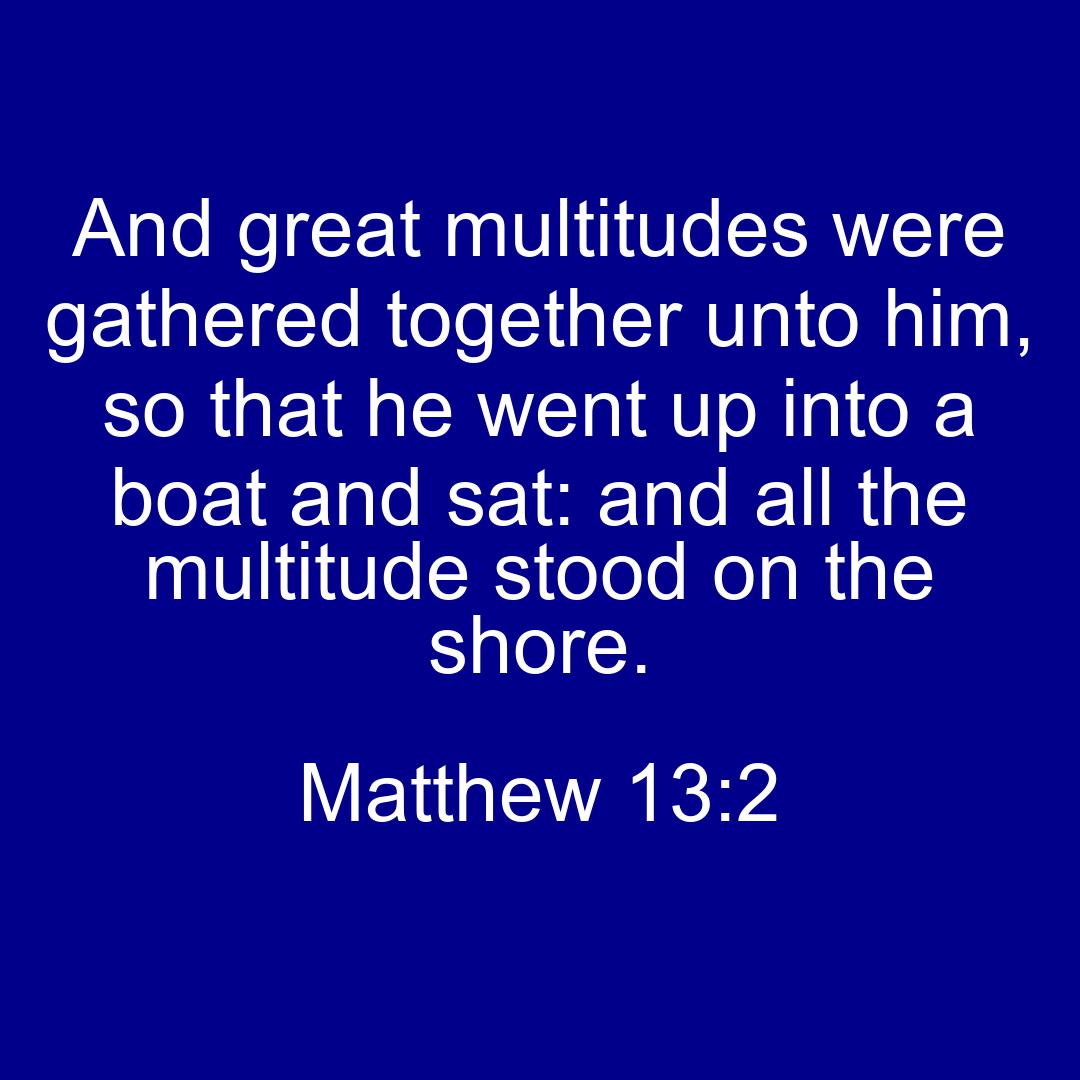 And great multitudes were
gathered together unto him,
so that he went up into a
boat and sat: and all the
multitude stood on the
shore.
Matthew 13:2